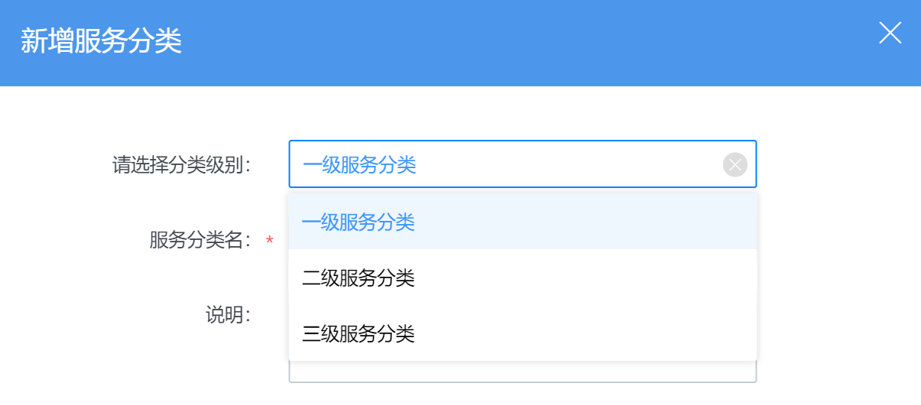 新增服务分类
请选择分类级别： 一级服务分类
一级服务分类
服务分类名： *
二级服务分类
说明：
三级服务分类